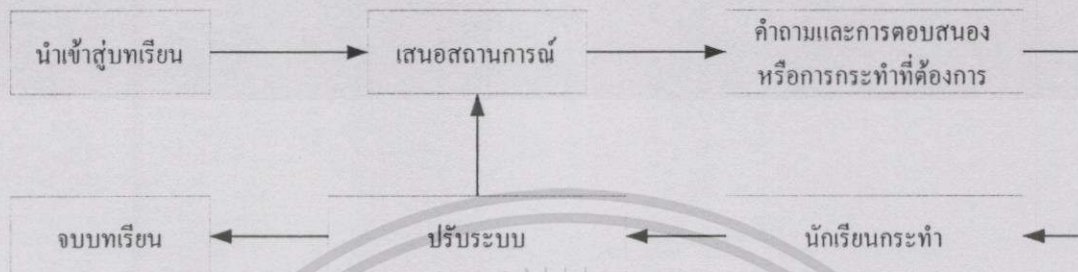 นำเข้าสู่บทเรียน
เสนอสถานการณ์
คำถามและการตอบสนอง
หรือการกระทำที่ต้องการ
จบบทเรียน
ปรับระบบ
นักเรียนกระทำ